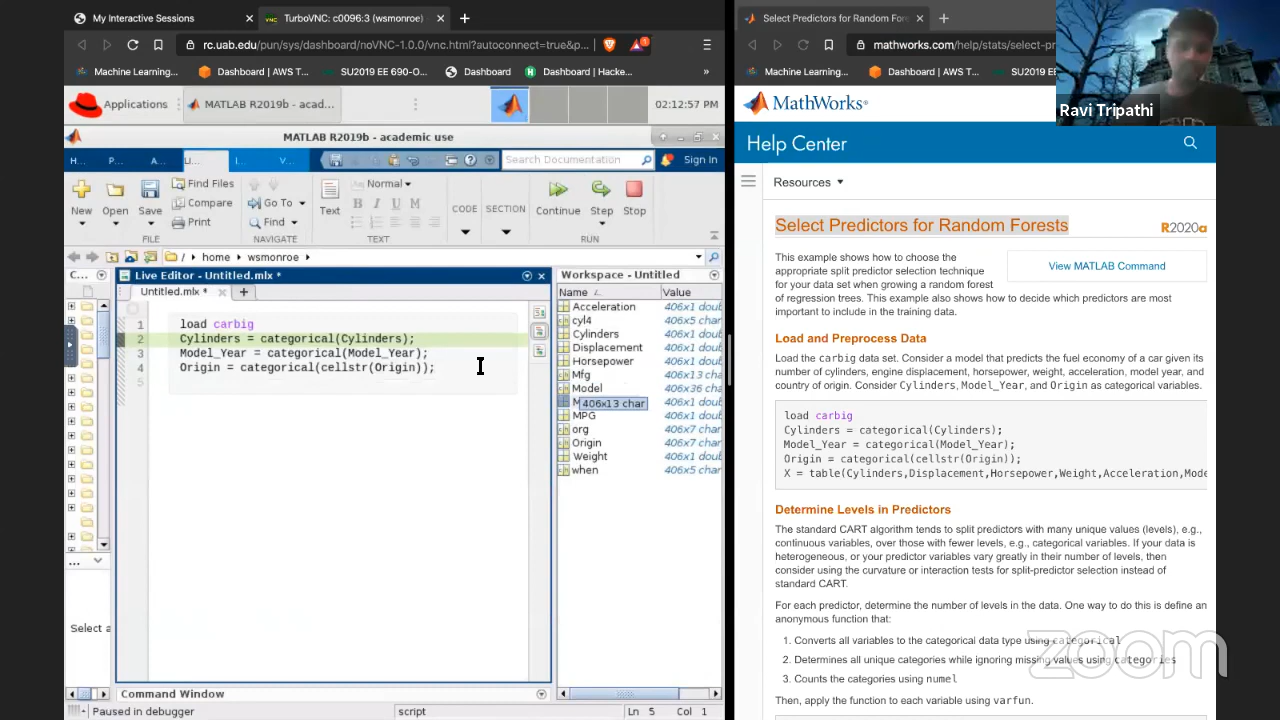 My Interactive Sessions
TurboVNC: c0096:3 (wsmonroe)
rc.uab.edu/pun/sys/dashboard/noVNC-1.0.0/vnc.html?autoconnect=true&p...
Machine Learning...
Dashboard | AWS T...
SU2019 EE 690-O...
Dashboard
Dashboard | Hacke...
»
Applications
MATLAB R2019b - acad...
02:12:57 PM
MATLAB R2019b - academic use
H...
P...
A...
Li...
I...
V...
Search Documentation
Sign In
New
Open
Save
Find Files
Compare
Print
Go To
Find
Text
Normal
B I U M
CODE
SECTION
Continue
Step
Stop
FILE
NAVIGATE
TEXT
RUN
/ home wsmonroe
C...
Live Editor - Untitled.mlx *
Untitled.mlx *
1 load carbig
2 Cylinders = categorical(Cylinders);
3 Model_Year = categorical(Model_Year);
4 Origin = categorical(cellstr(Origin));
5
Workspace - Untitled
Name Value
Acceleration 406x1 doub
cyl4 406x5 char
Cylinders 406x1 doub
Displacement 406x1 doub
Horsepower 406x1 doub
Mfg 406x13 char
Model 406x36 char
M 406x13 char 406x1 doub
MPG 406x1 doub
org 406x7 char
Origin 406x7 char
Weight 406x1 doub
when 406x5 char
...
Select a
Command Window
Paused in debugger
script
Ln 5 Col 1
Select Predictors for Random For
mathworks.com/help/stats/select-pr
Machine Learning...
Dashboard | AWS T...
SU2019 EE
Ravi Tripathi
MathWorks®
Help Center
Resources
Select Predictors for Random Forests
R2020a
View MATLAB Command
This example shows how to choose the
appropriate split predictor selection technique
for your data set when growing a random forest
of regression trees. This example also shows how to decide which predictors are most
important to include in the training data.
Load and Preprocess Data
Load the carbig data set. Consider a model that predicts the fuel economy of a car given its
number of cylinders, engine displacement, horsepower, weight, acceleration, model year, and
country of origin. Consider Cylinders, Model_Year, and Origin as categorical variables.
load carbig
Cylinders = categorical(Cylinders);
Model_Year = categorical(Model_Year);
Origin = categorical(cellstr(Origin));
X = table(Cylinders,Displacement,Horsepower,Weight,Acceleration,Mode
Determine Levels in Predictors
The standard CART algorithm tends to split predictors with many unique values (levels), e.g.,
continuous variables, over those with fewer levels, e.g., categorical variables. If your data is
heterogeneous, or your predictor variables vary greatly in their number of levels, then
consider using the curvature or interaction tests for split-predictor selection instead of
standard CART.
For each predictor, determine the number of levels in the data. One way to do this is define an
anonymous function that:
1. Converts all variables to the categorical data type using categorical
2. Determines all unique categories while ignoring missing values using categories
3. Counts the categories using numel
Then, apply the function to each variable using varfun.
zoom